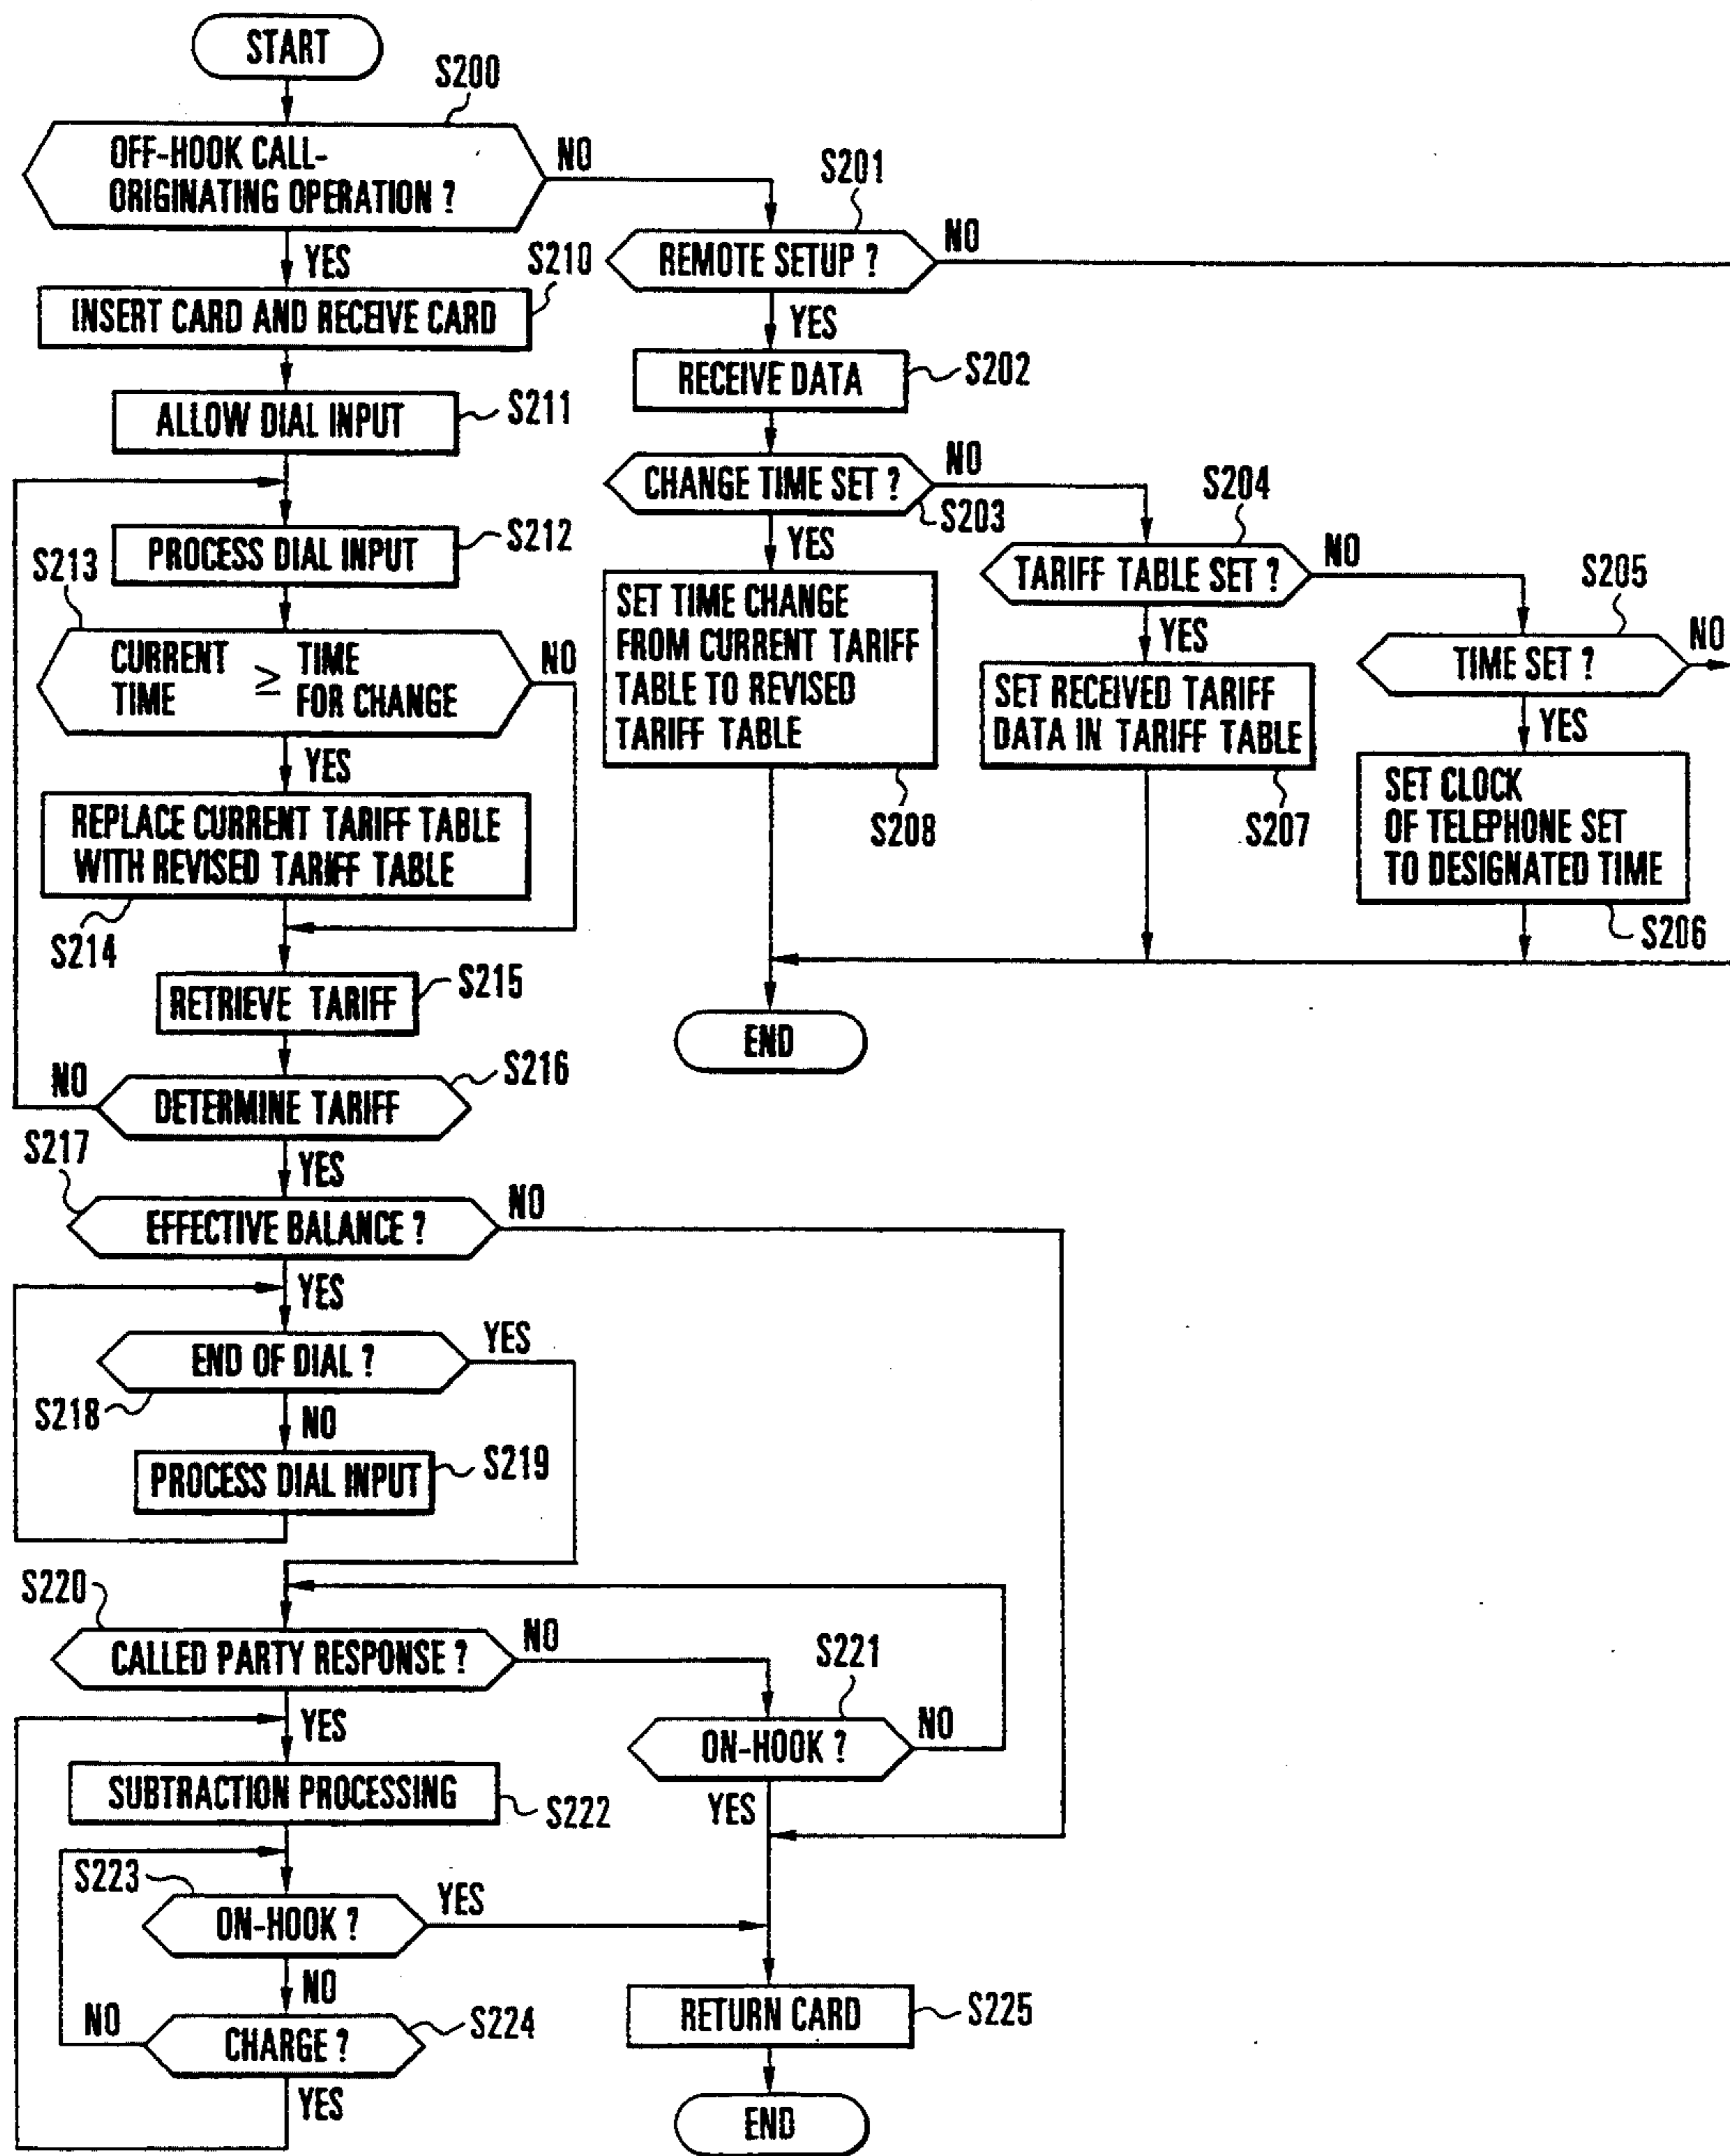 START
S200
OFF-HOOK CALL-
ORIGINATING OPERATION ?
NO
YES
S210
INSERT CARD AND RECEIVE CARD
ALLOW DIAL INPUT
S211
PROCESS DIAL INPUT
S212
S213
CURRENT
TIME
≥
TIME
FOR CHANGE
NO
YES
REPLACE CURRENT TARIFF TABLE
WITH REVISED TARIFF TABLE
S214
RETRIEVE TARIFF
S215
NO
S216
DETERMINE TARIFF
YES
S217
EFFECTIVE BALANCE ?
NO
YES
END OF DIAL ?
YES
S218
NO
PROCESS DIAL INPUT
S219
S220
CALLED PARTY RESPONSE ?
NO
YES
S221
ON-HOOK ?
NO
YES
SUBTRACTION PROCESSING
S222
S223
ON-HOOK ?
YES
NO
NO
CHARGE ?
S224
YES
RETURN CARD
S225
END
S201
REMOTE SETUP ?
NO
YES
RECEIVE DATA
S202
CHANGE TIME SET ?
NO
S203
YES
SET TIME CHANGE
FROM CURRENT TARIFF
TABLE TO REVISED
TARIFF TABLE
S208
S204
TARIFF TABLE SET ?
NO
YES
SET RECEIVED TARIFF
DATA IN TARIFF TABLE
S207
S205
TIME SET ?
NO
YES
SET CLOCK
OF TELEPHONE SET
TO DESIGNATED TIME
S206
END